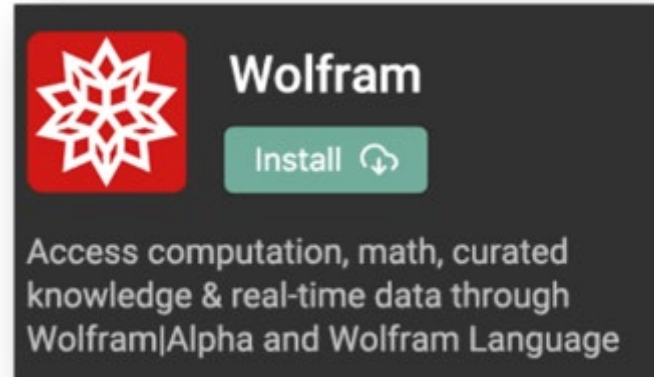 Wolfram
Install
Access computation, math, curated
knowledge & real-time data through
Wolfram|Alpha and Wolfram Language